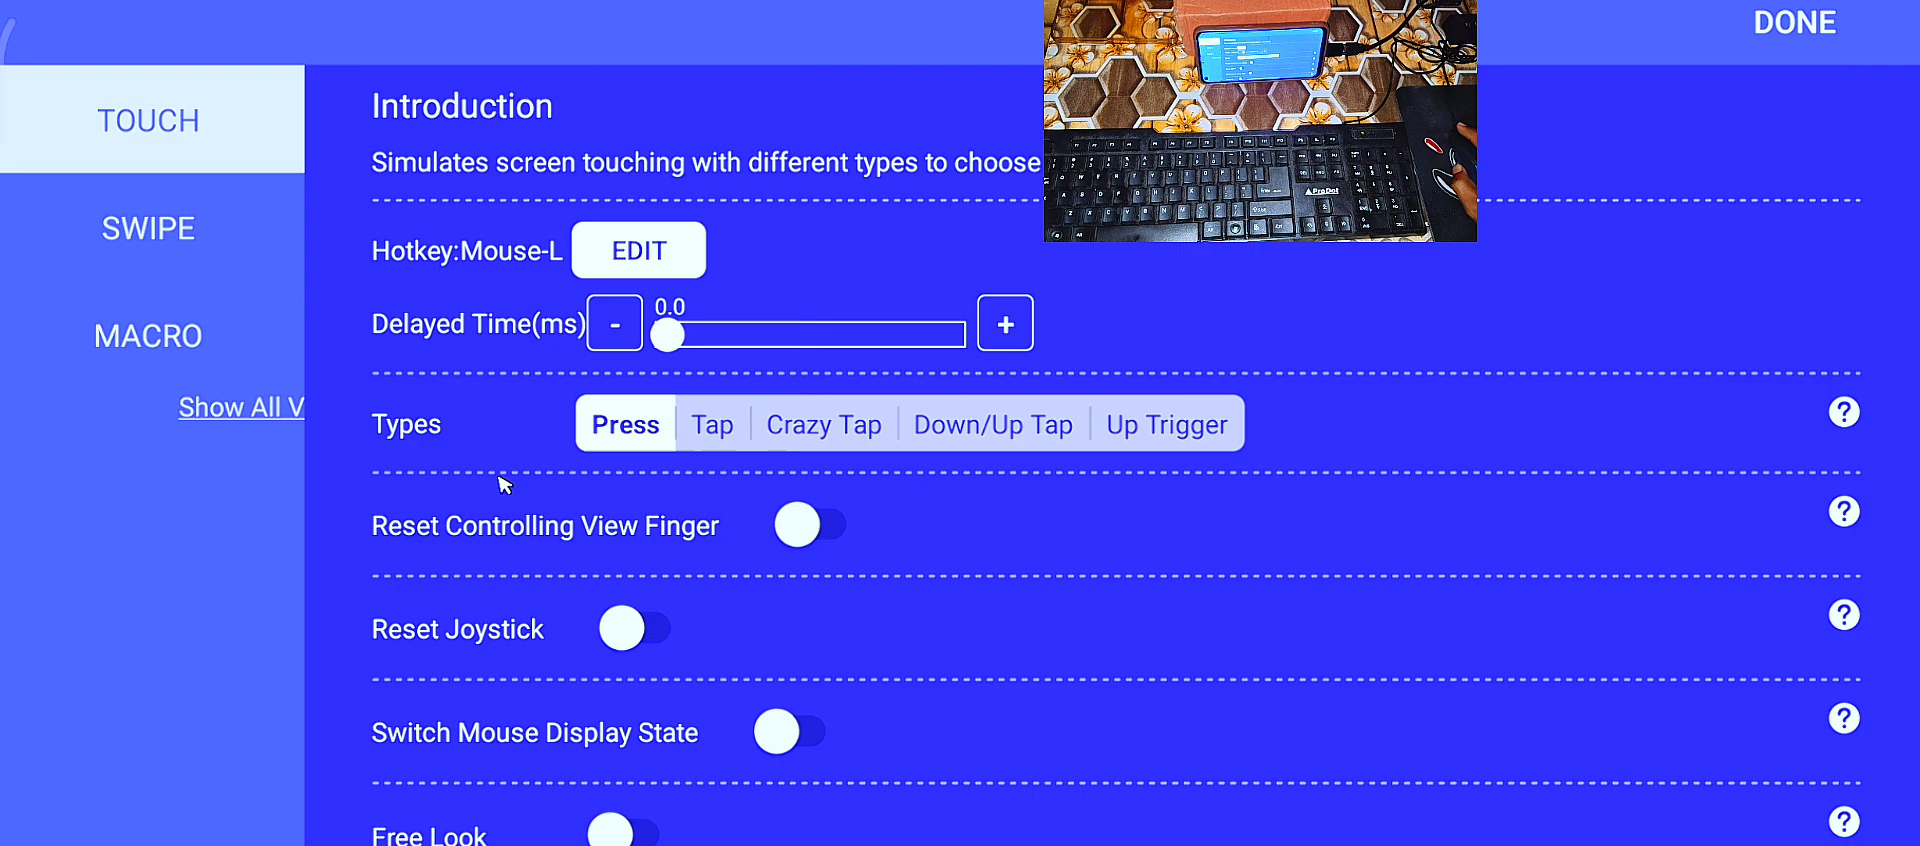 DONE
TOUCH
SWIPE
MACRO
Show All V
Introduction
Simulates screen touching with different types to choose
Hotkey:Mouse-L EDIT
Delayed Time(ms) - 0.0 +
Types Press Tap Crazy Tap Down/Up Tap Up Trigger ?
Reset Controlling View Finger ?
Reset Joystick ?
Switch Mouse Display State ?
Free Look ?
ProDot